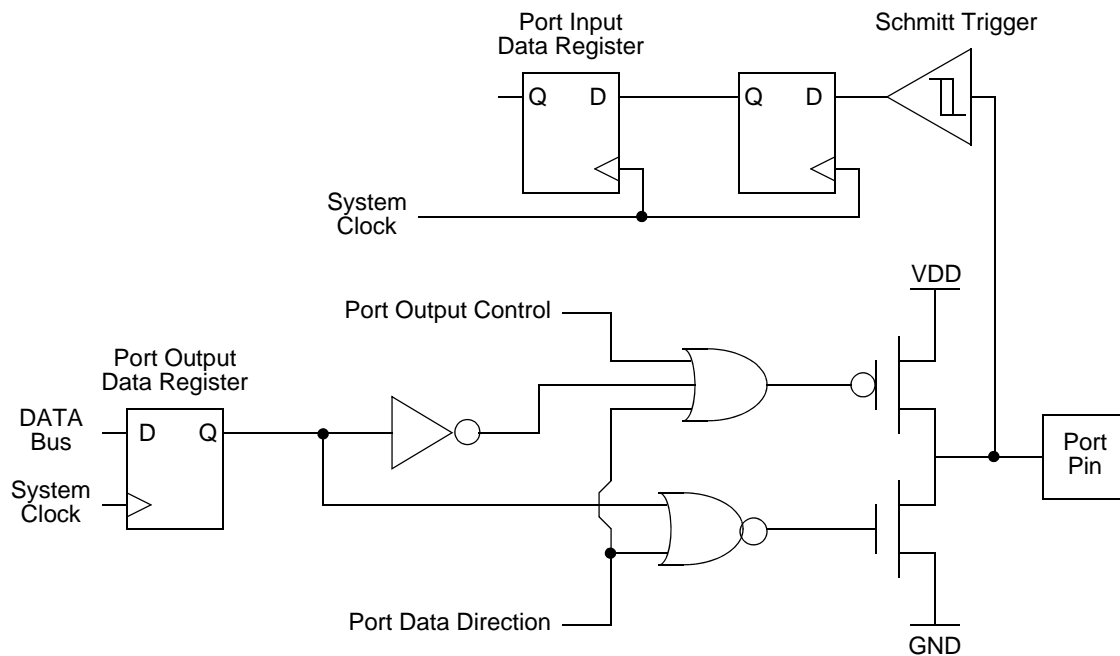 Port Input
Data Register
Schmitt Trigger
Q D
Q D
System
Clock
VDD
Port Output Control
Port Output
Data Register
DATA
Bus
D Q
System
Clock
Port
Pin
Port Data Direction
GND